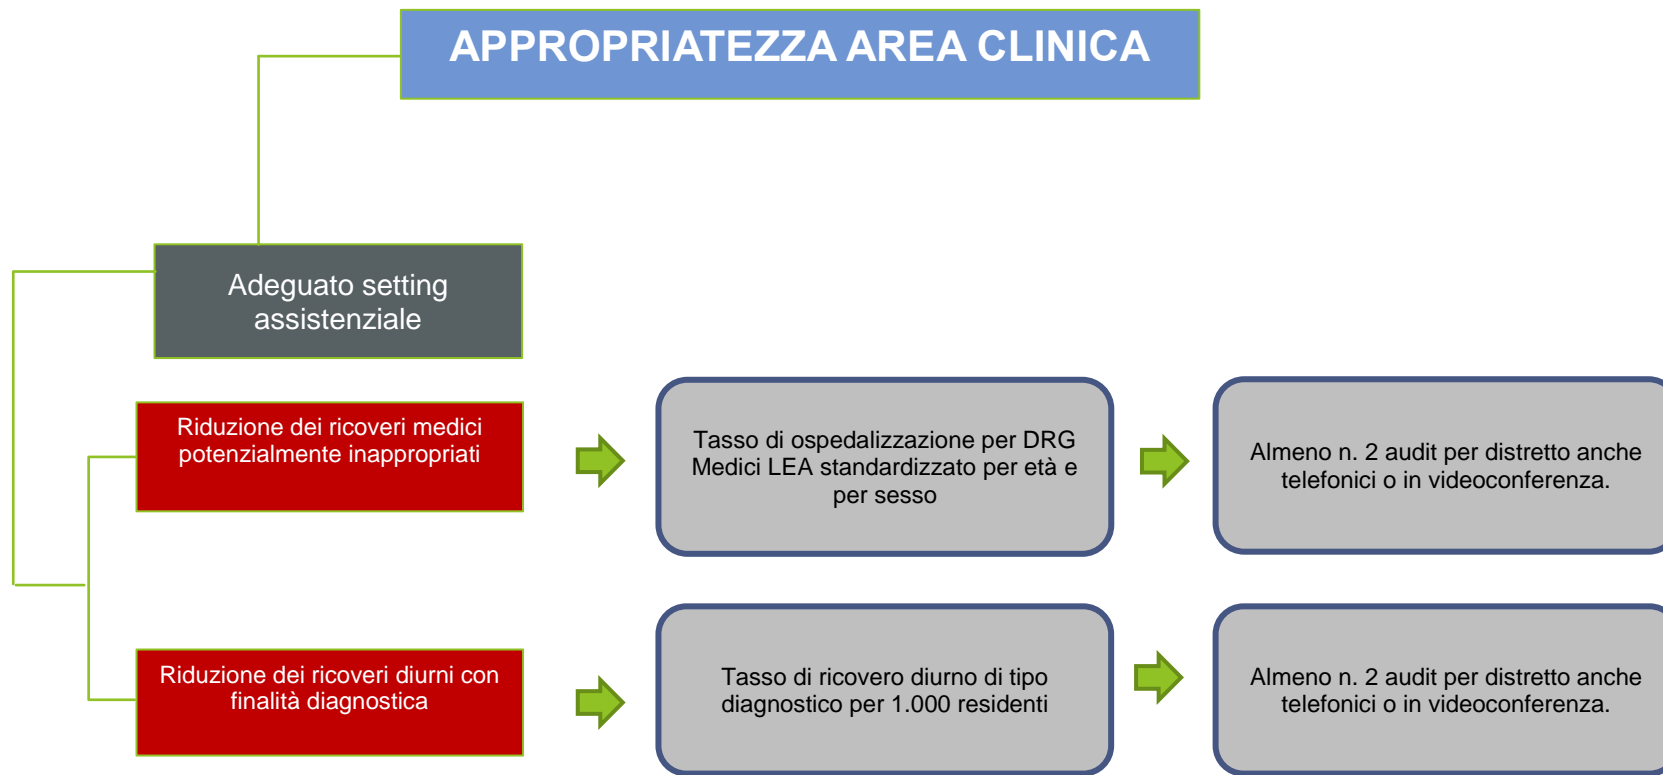 APPROPRIATEZZA AREA CLINICA
Adeguato setting
assistenziale
Riduzione dei ricoveri medici
potenzialmente inappropriati
Tasso di ospedalizzazione per DRG
Medici LEA standardizzato per età e
per sesso
Almeno n. 2 audit per distretto anche
telefonici o in videoconferenza.
Riduzione dei ricoveri diurni con
finalità diagnostica
Tasso di ricovero diurno di tipo
diagnostico per 1.000 residenti
Almeno n. 2 audit per distretto anche
telefonici o in videoconferenza.